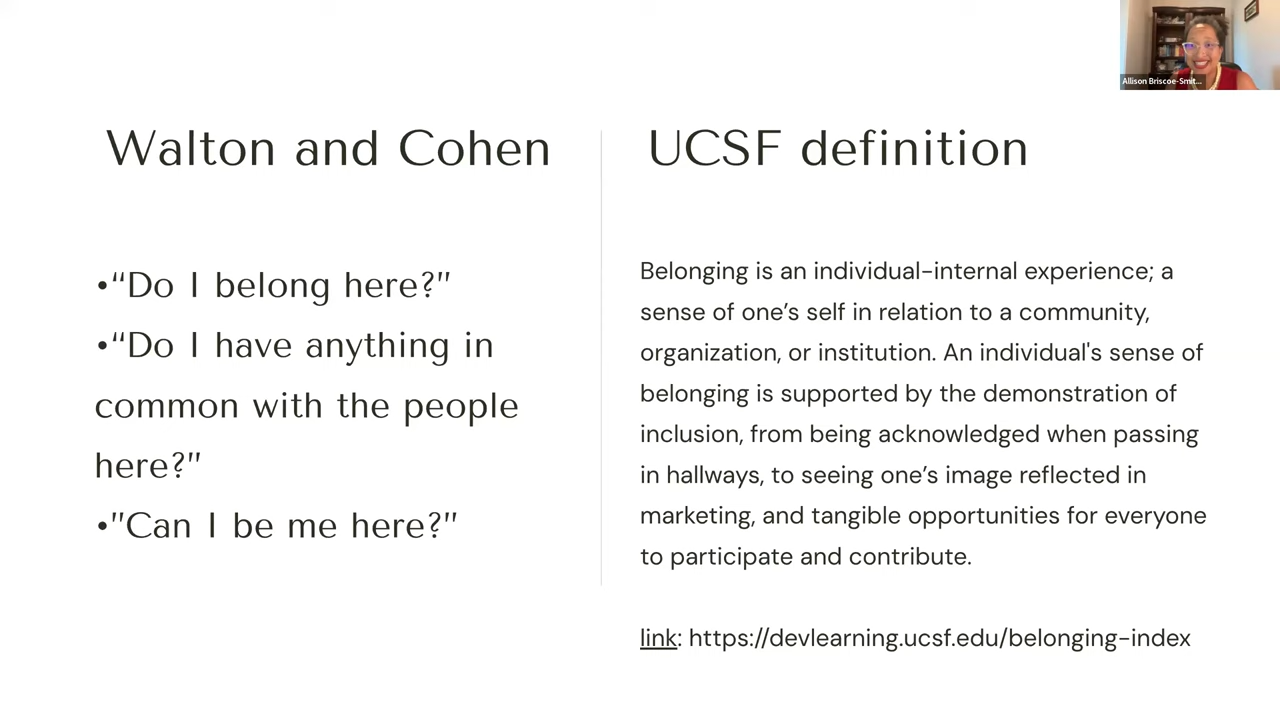 Allison Briscoe-Smit...
Walton and Cohen
•“Do I belong here?”
•“Do I have anything in
common with the people
here?”
•”Can I be me here?”
UCSF definition
Belonging is an individual-internal experience; a
sense of one’s self in relation to a community,
organization, or institution. An individual's sense of
belonging is supported by the demonstration of
inclusion, from being acknowledged when passing
in hallways, to seeing one’s image reflected in
marketing, and tangible opportunities for everyone
to participate and contribute.
link: https://devlearning.ucsf.edu/belonging-index